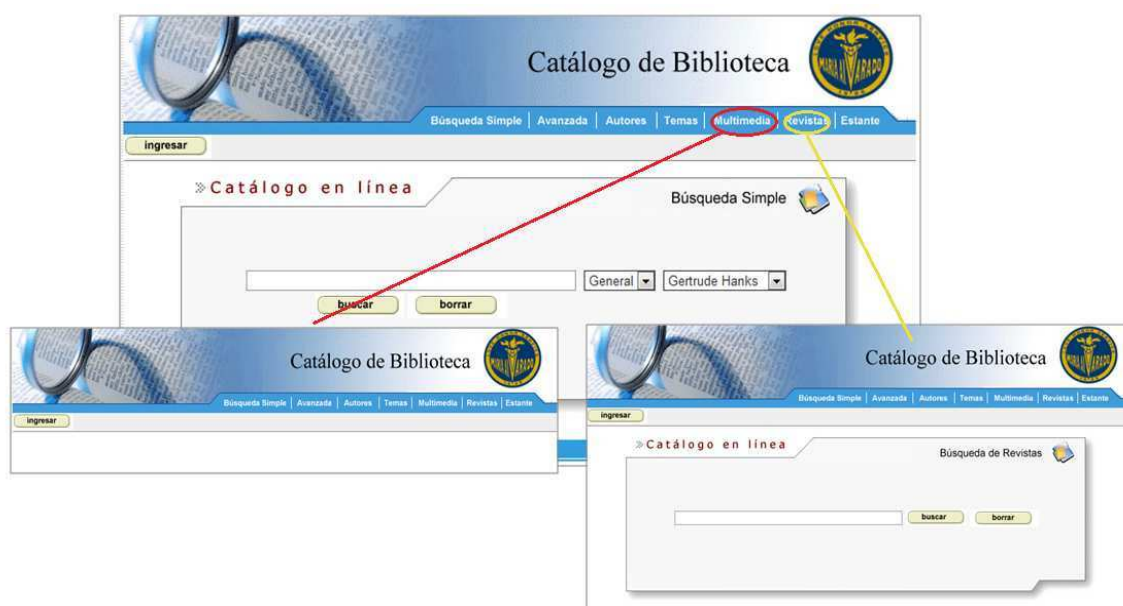 Catálogo de Biblioteca
Búsqueda Simple | Avanzada | Autores | Temas | Multimedia | Revistas | Estante
ingresar
Catálogo en línea
Búsqueda Simple
General Gertrude Hanks
buscar borrar
Catálogo de Biblioteca
Búsqueda Simple | Avanzada | Autores | Temas | Multimedia | Revistas | Estante
ingresar
Catálogo de Biblioteca
Búsqueda Simple | Avanzada | Autores | Temas | Multimedia | Revistas | Estante
ingresar
Catálogo en línea
Búsqueda de Revistas
buscar borrar